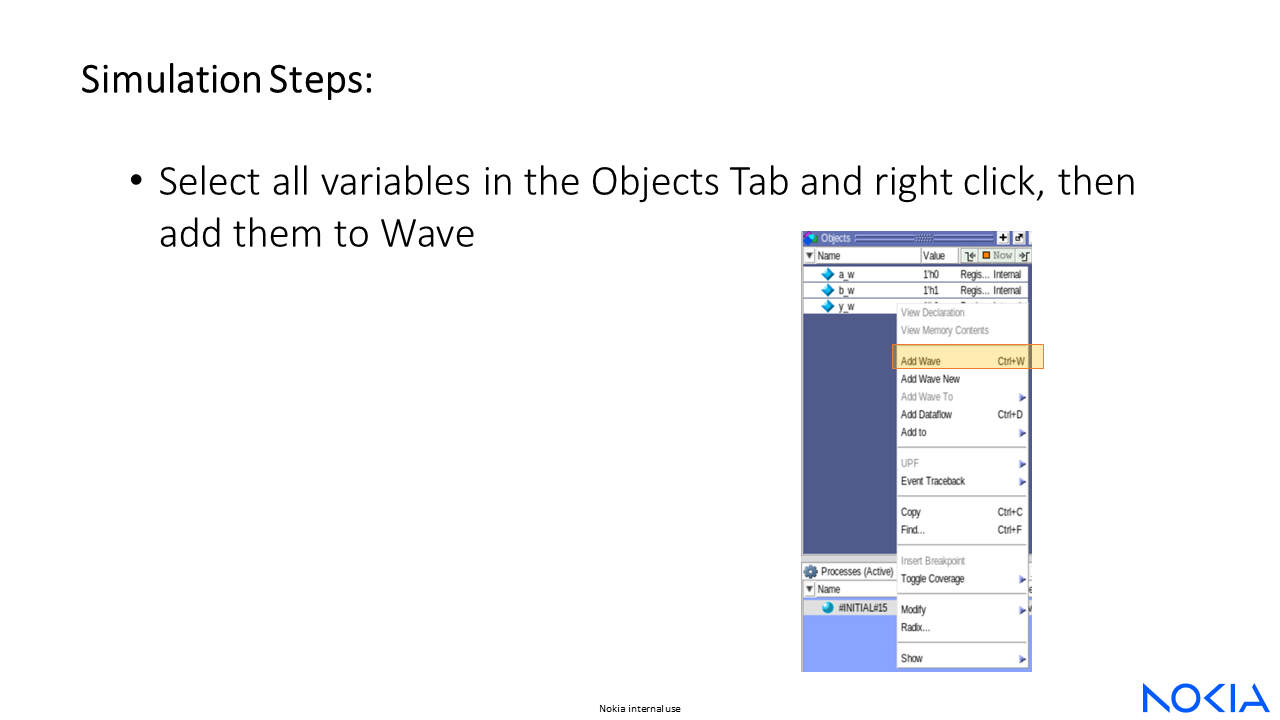 Simulation Steps:
• Select all variables in the Objects Tab and right click, then
add them to Wave
Objects
Name Value Now
a_w 1'h0 Regis... Internal
b_w 1'h1 Regis... Internal
y_w
View Declaration
View Memory Contents
Add Wave Ctrl+W
Add Wave New
Add Wave To
Add Dataflow Ctrl+D
Add to
UPF
Event Traceback
Copy Ctrl+C
Find... Ctrl+F
Insert Breakpoint
Processes (Active)
Toggle Coverage
Name
#INITIAL#15
Modify
Radix...
Show
Nokia internal use
NOKIA